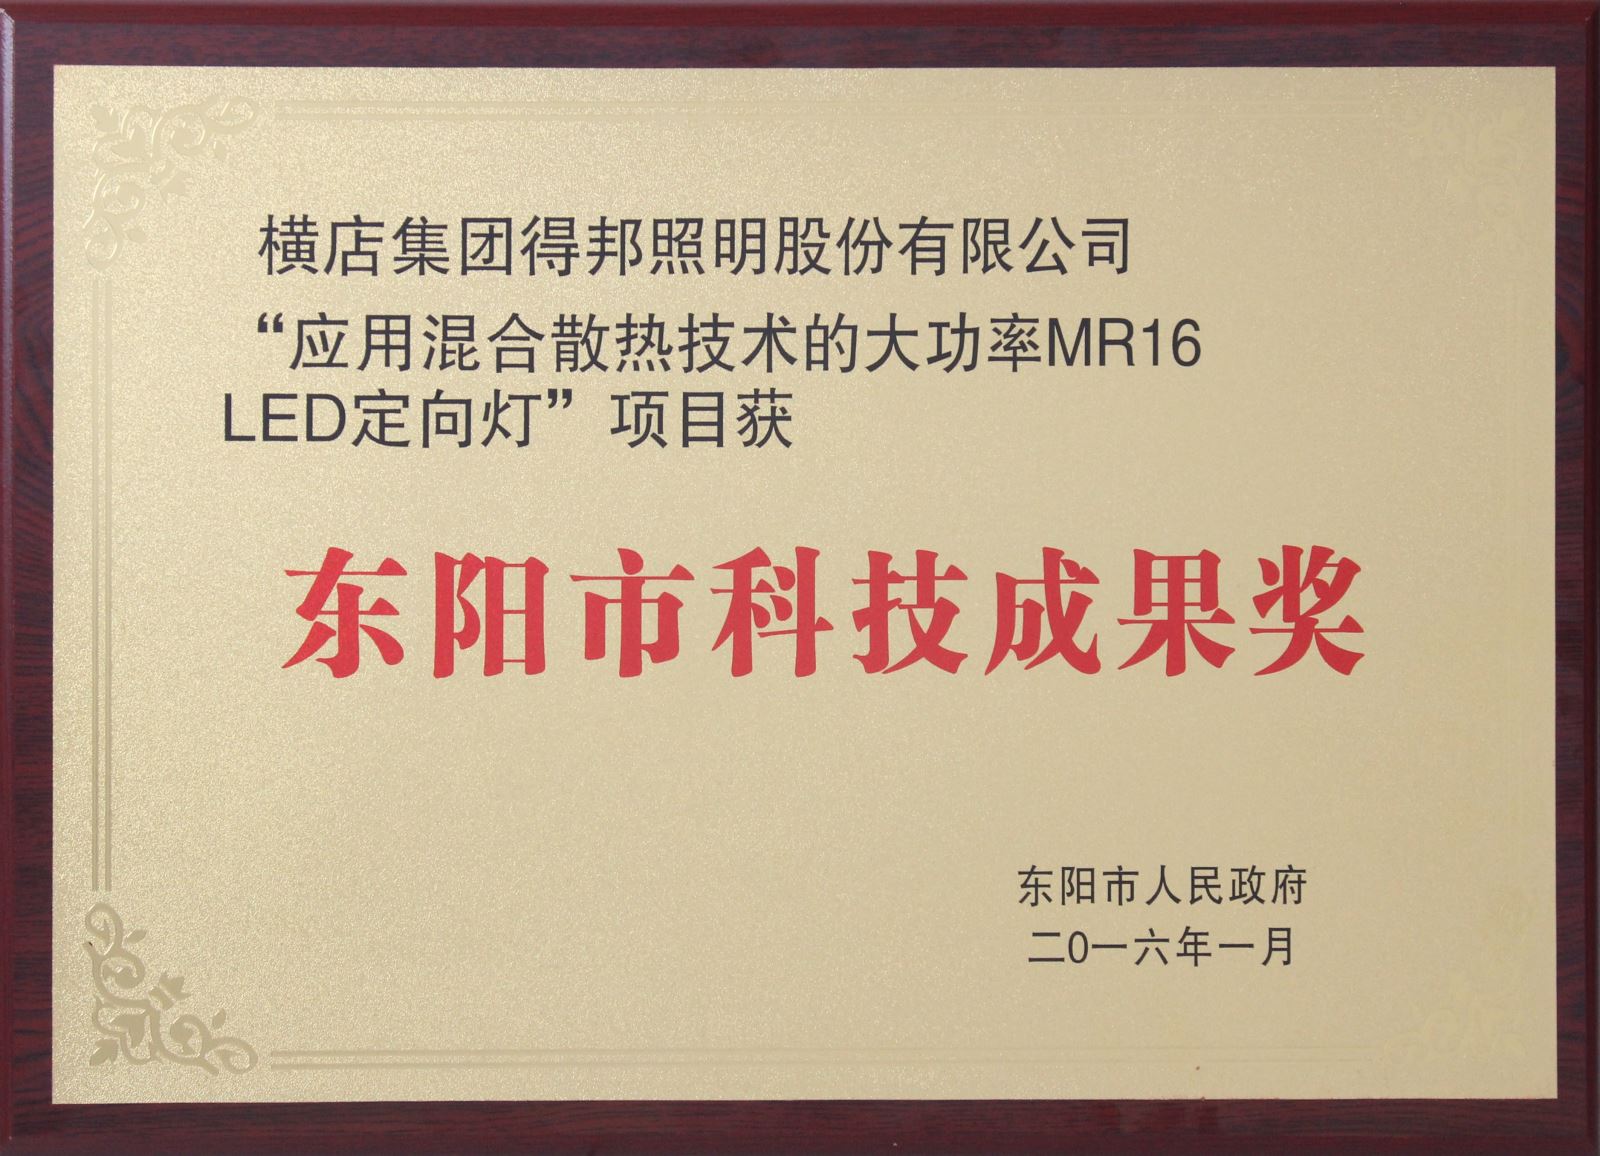 横店集团得邦照明股份有限公司
“应用混合散热技术的大功率MR16
LED定向灯”项目获
东阳市科技成果奖
东阳市人民政府
二0一六年一月